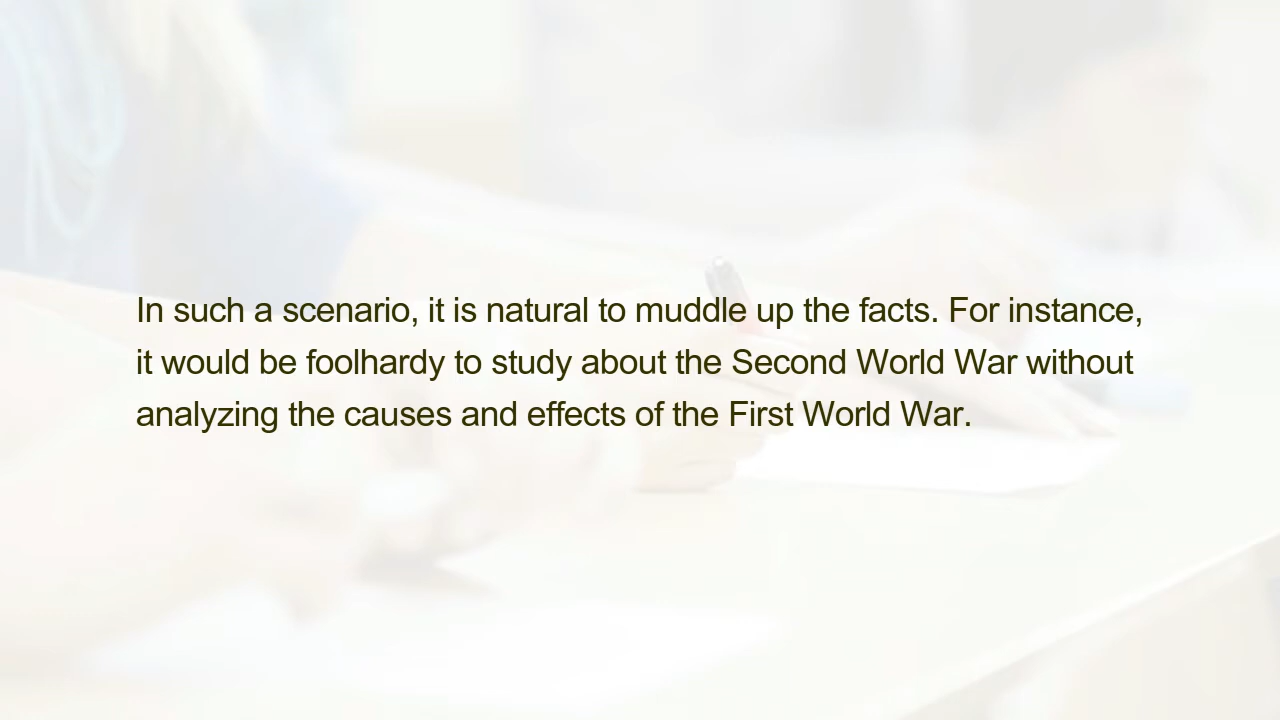 In such a scenario, it is natural to muddle up the facts. For instance,
it would be foolhardy to study about the Second World War without
analyzing the causes and effects of the First World War.